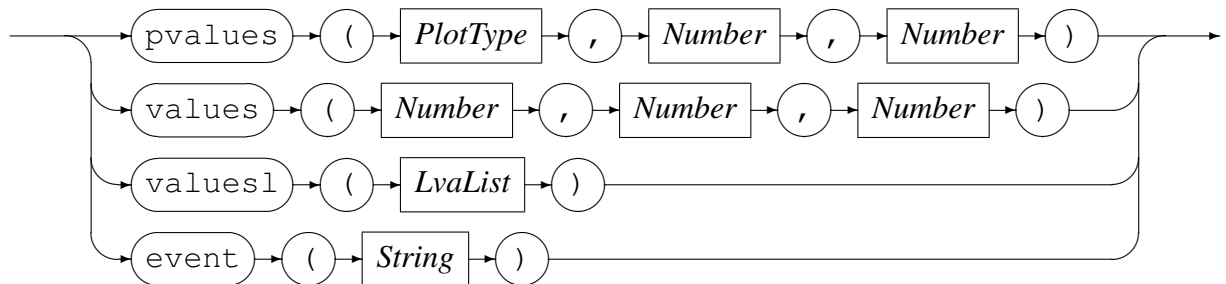 pvalues ( PlotType , Number , Number )
values ( Number , Number , Number )
valuesl ( LvaList )
event ( String )